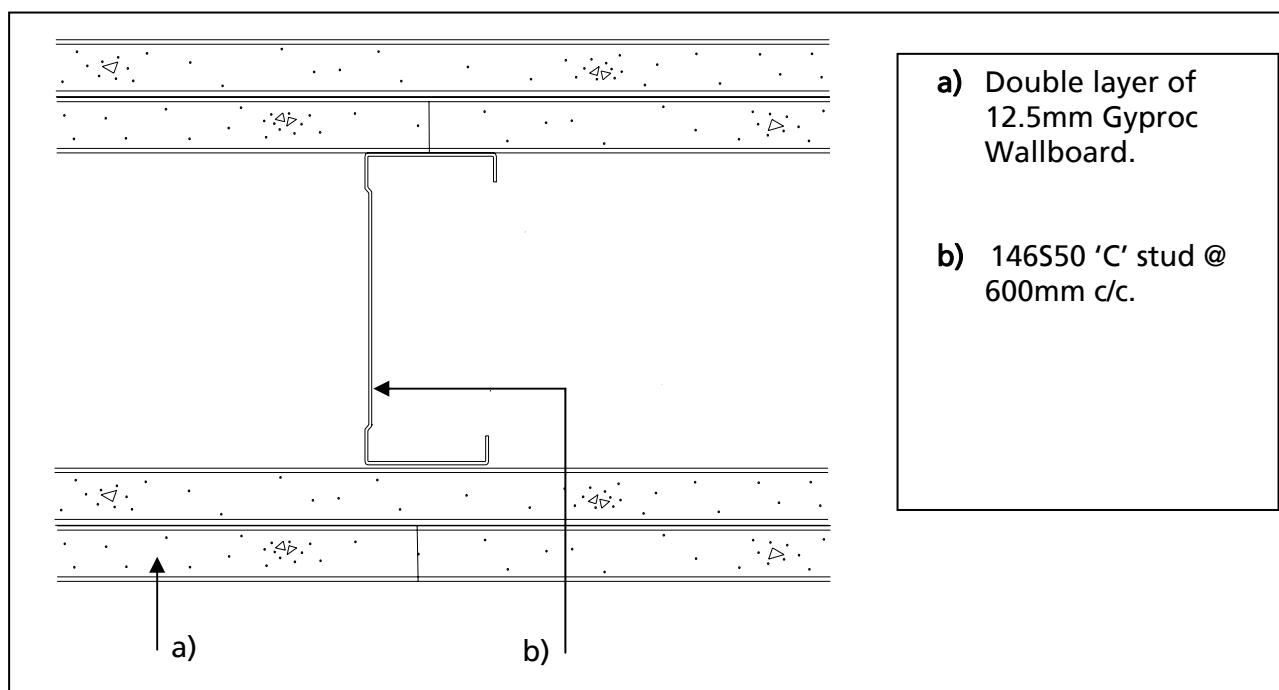 a) Double layer of
12.5mm Gyproc
Wallboard.
b) 146S50 ‘C’ stud @
600mm c/c.
a)
b)